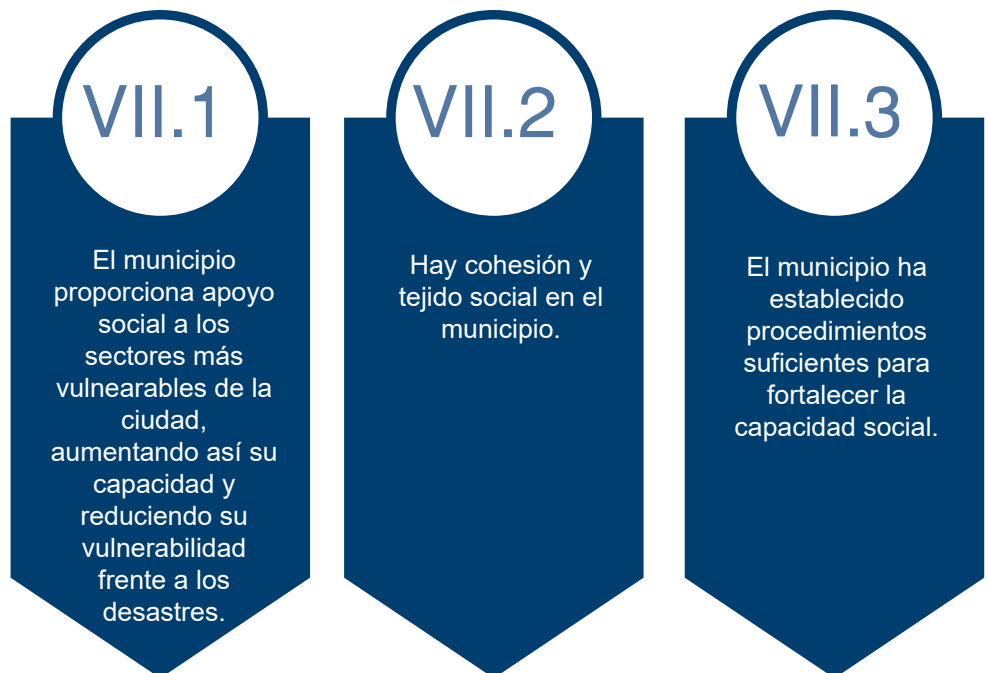 VII.1
El municipio
proporciona apoyo
social a los
sectores más
vulnearables de la
ciudad,
aumentando así su
capacidad y
reduciendo su
vulnerabilidad
frente a los
desastres.
VII.2
Hay cohesión y
tejido social en el
municipio.
VII.3
El municipio ha
establecido
procedimientos
suficientes para
fortalecer la
capacidad social.